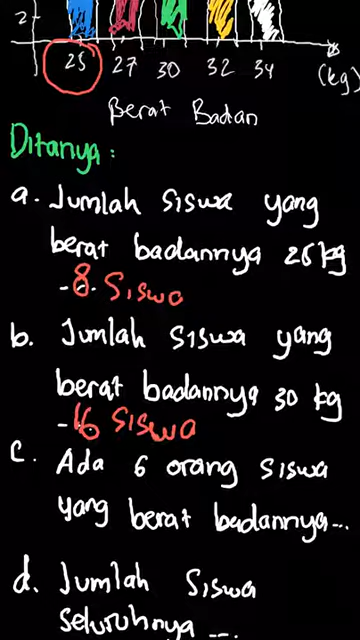 2
25 27 30 32 34 (kg)
Berat Badan
Ditanya :
a. Jumlah siswa yang
berat badannya 25 kg
- 8 siswa
b. Jumlah siswa yang
berat badannya 30 kg
- 16 siswa
c. Ada 6 orang siswa
yang berat badannya...
d. Jumlah siswa
seluruhnya ...